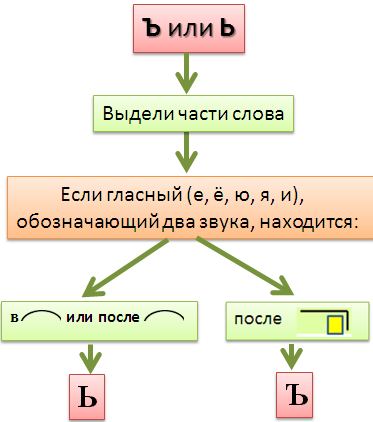 Ъ или Ь
Выдели части слова
Если гласный (е, ё, ю, я, и),
обозначающий два звука, находится:
в или после
после
Ь
Ъ